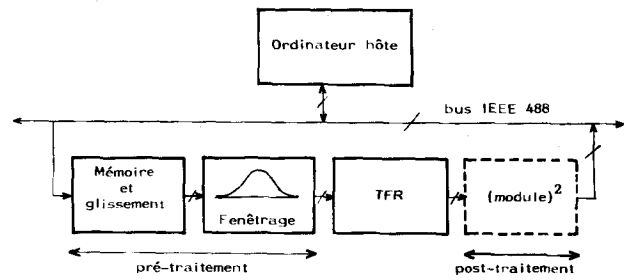 Ordinateur hôte
bus IEEE 488
Mémoire
et
glissement
Fenêtrage
TFR
(module)²
pré-traitement
post-traitement